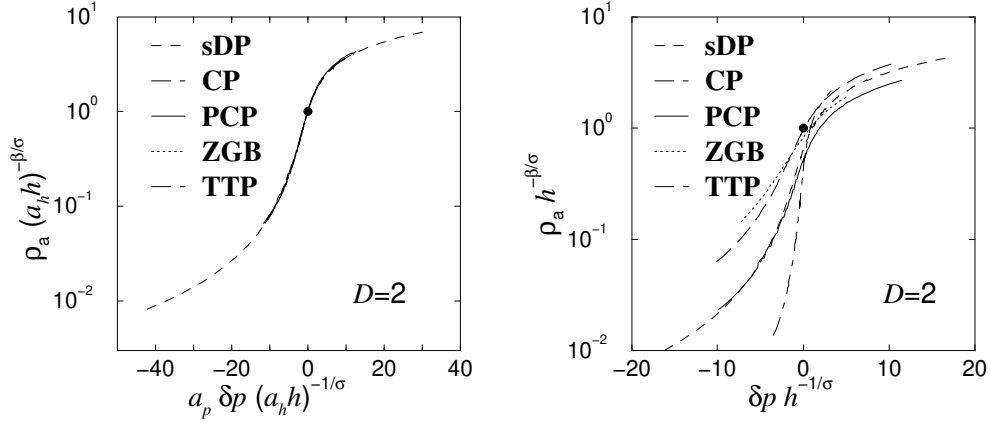 10¹
10⁰
10⁻¹
10⁻²
ρₐ (aₕh)^−β/σ
sDP
CP
PCP
ZGB
TTP
D=2
−40 −20 0 20 40
aₚ δp (aₕh)^−1/σ
10¹
10⁰
10⁻¹
10⁻²
ρₐ h^−β/σ
sDP
CP
PCP
ZGB
TTP
D=2
−20 −10 0 10 20
δp h^−1/σ